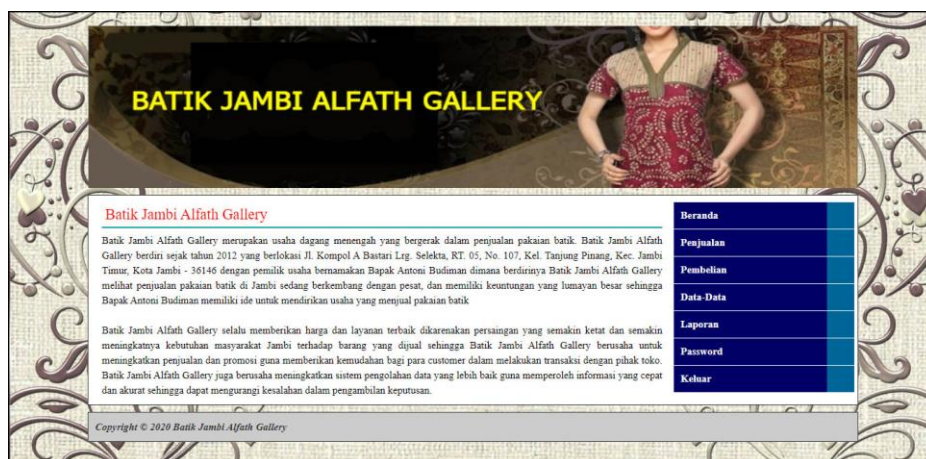 BATIK JAMBI ALFATH GALLERY
Batik Jambi Alfath Gallery
Batik Jambi Alfath Gallery merupakan usaha dagang menengah yang bergerak dalam penjualan pakaian batik. Batik Jambi Alfath
Gallery berdiri sejak tahun 2012 yang berlokasi Jl. Kompol A Bastari Lrg. Selekta, RT. 05, No. 107, Kel. Tanjung Pinang, Kec. Jambi
Timur, Kota Jambi - 36146 dengan pemilik usaha bernamakan Bapak Antoni Budiman dimana berdirinya Batik Jambi Alfath Gallery
melihat penjualan pakaian batik di Jambi sedang berkembang dengan pesat, dan memiliki keuntungan yang lumayan besar sehingga
Bapak Antoni Budiman memiliki ide untuk mendirikan usaha yang menjual pakaian batik
Batik Jambi Alfath Gallery selalu memberikan harga dan layanan terbaik dikarenakan persaingan yang semakin ketat dan semakin
meningkatnya kebutuhan masyarakat Jambi terhadap barang yang dijual sehingga Batik Jambi Alfath Gallery berusaha untuk
meningkatkan penjualan dan promosi guna memberikan kemudahan bagi para customer dalam melakukan transaksi dengan pihak toko.
Batik Jambi Alfath Gallery juga berusaha meningkatkan sistem pengolahan data yang lebih baik guna memperoleh informasi yang cepat
dan akurat sehingga dapat mengurangi kesalahan dalam pengambilan keputusan.
Beranda
Penjualan
Pembelian
Data-Data
Laporan
Password
Keluar
Copyright © 2020 Batik Jambi Alfath Gallery